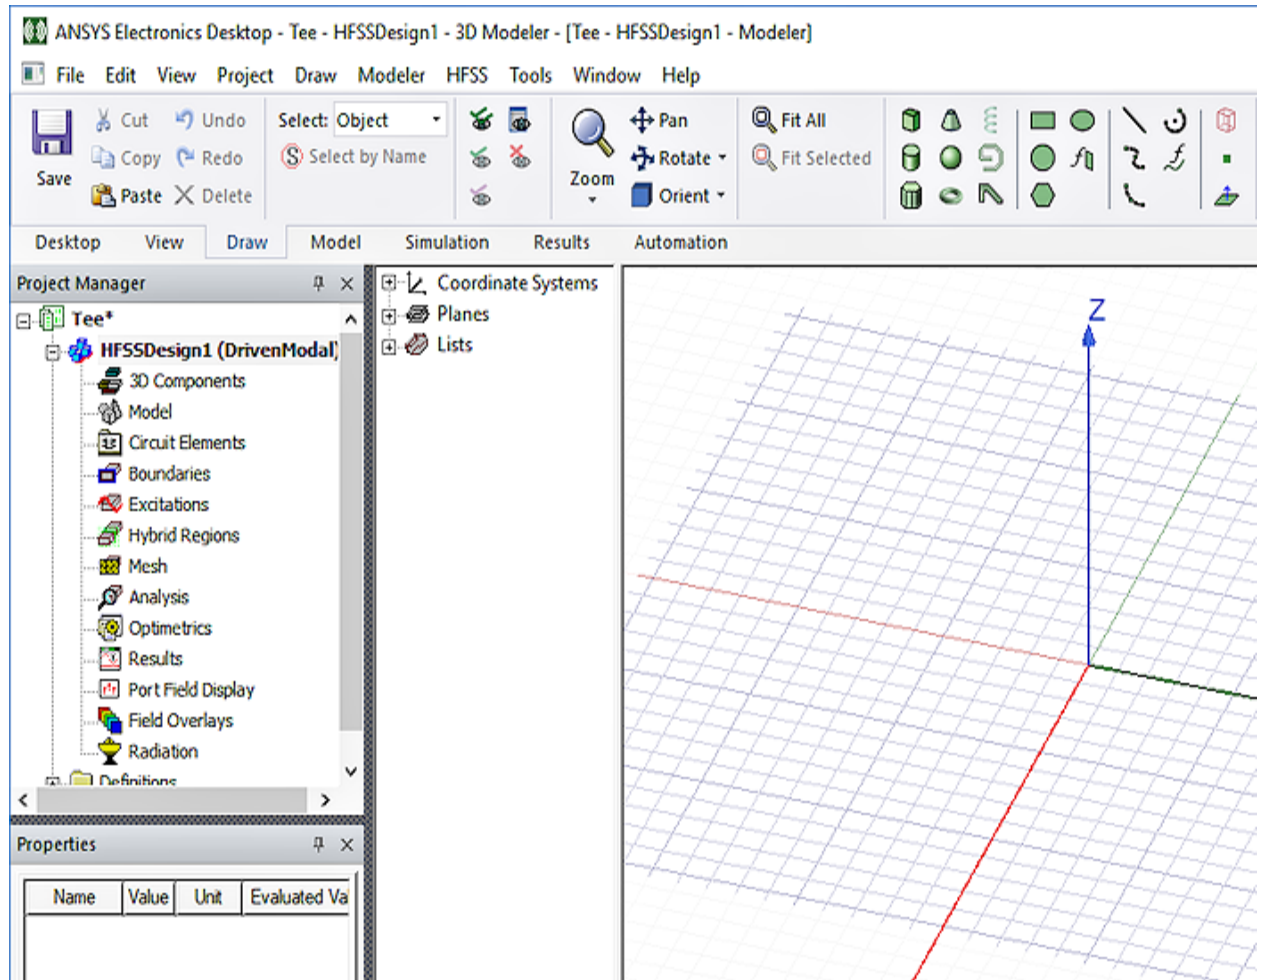 ANSYS Electronics Desktop - Tee - HFSSDesign1 - 3D Modeler - [Tee - HFSSDesign1 - Modeler]
File Edit View Project Draw Modeler HFSS Tools Window Help
Save
Cut Undo
Copy Redo
Paste Delete
Select: Object
Select by Name
Zoom
Pan
Rotate
Orient
Fit All
Fit Selected
Desktop View Draw Model Simulation Results Automation
Project Manager
Tee*
HFSSDesign1 (DrivenModal)
3D Components
Model
Circuit Elements
Boundaries
Excitations
Hybrid Regions
Mesh
Analysis
Optimetrics
Results
Port Field Display
Field Overlays
Radiation
Definitions
Coordinate Systems
Planes
Lists
Z
Properties
Name Value Unit Evaluated Va